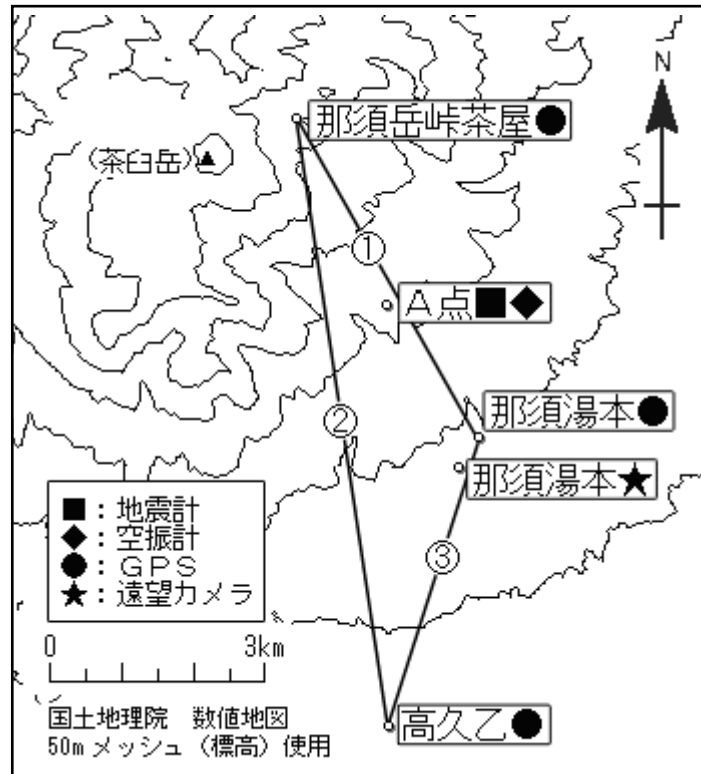 N
那須岳峠茶屋●
(茶臼岳)▲
①
A点■◆
②
那須湯本●
那須湯本★
③
■：地震計
◆：空振計
●：GPS
★：遠望カメラ
0 3km
高久乙●
国土地理院 数値地図
50mメッシュ（標高）使用